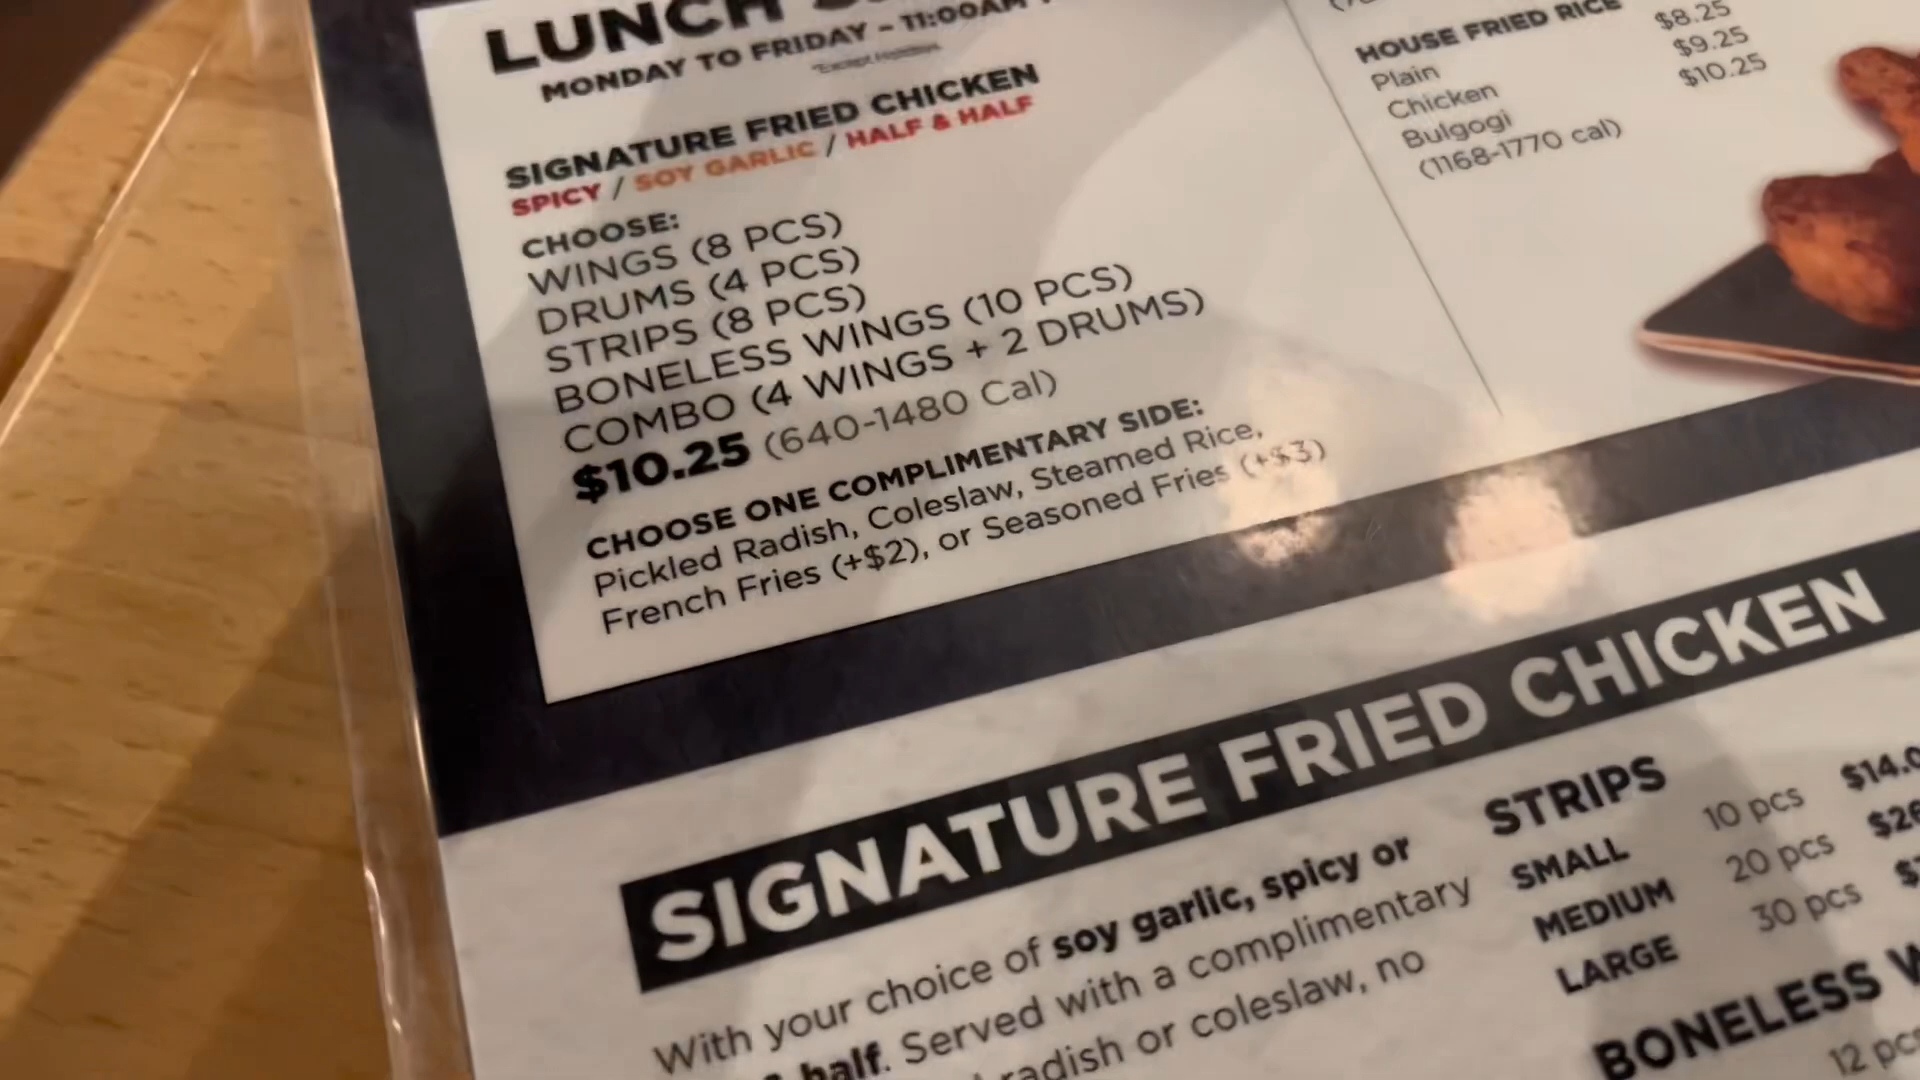 LUNCH
MONDAY TO FRIDAY - 11:00AM
*Except Holidays
SIGNATURE FRIED CHICKEN
SPICY / SOY GARLIC / HALF & HALF
CHOOSE:
WINGS (8 PCS)
DRUMS (4 PCS)
STRIPS (8 PCS)
BONELESS WINGS (10 PCS)
COMBO (4 WINGS + 2 DRUMS)
$10.25 (640-1480 Cal)
CHOOSE ONE COMPLIMENTARY SIDE:
Pickled Radish, Coleslaw, Steamed Rice,
French Fries (+$2), or Seasoned Fries (+$3)
HOUSE FRIED RICE
Plain $8.25
Chicken $9.25
Bulgogi $10.25
(1168-1770 cal)
SIGNATURE FRIED CHICKEN
With your choice of soy garlic, spicy or
half. Served with a complimentary
radish or coleslaw, no
STRIPS
SMALL 10 pcs
MEDIUM 20 pcs
LARGE 30 pcs
BONELESS
12 pcs